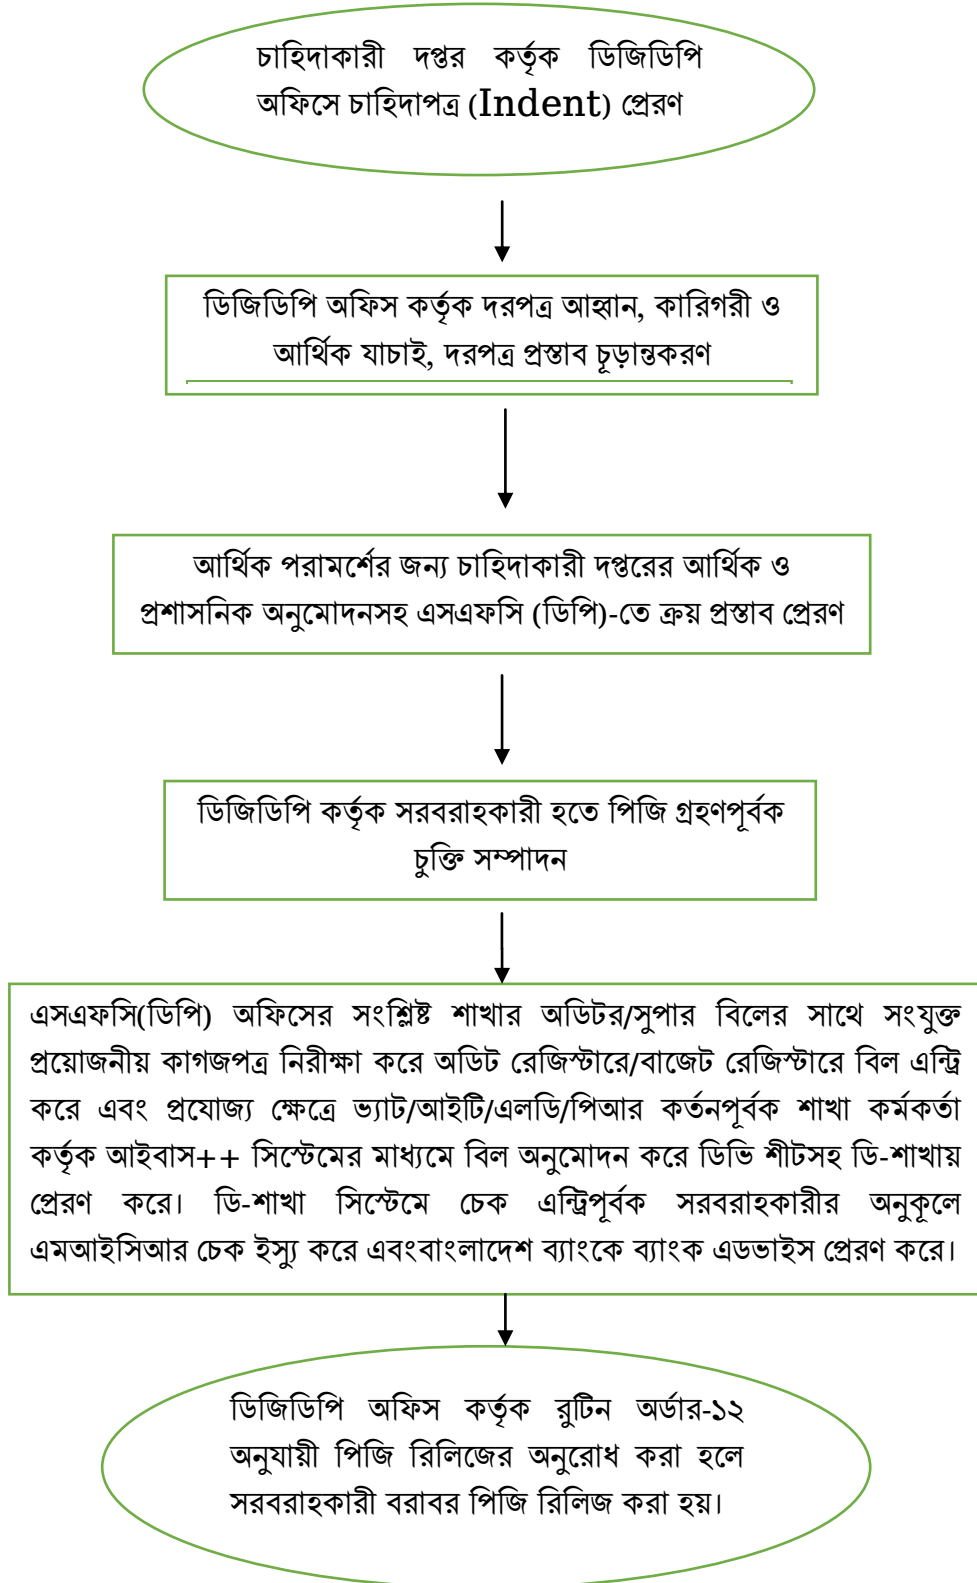 চাহিদাকারী দপ্তর কর্তৃক ডিজিডিপি
অফিসে চাহিদাপত্র (Indent) প্রেরণ
ডিজিডিপি অফিস কর্তৃক দরপত্র আহ্বান, কারিগরী ও
আর্থিক যাচাই, দরপত্র প্রস্তাব চূড়ান্তকরণ
আর্থিক পরামর্শের জন্য চাহিদাকারী দপ্তরের আর্থিক ও
প্রশাসনিক অনুমোদনসহ এসএফসি (ডিপি)-তে ক্রয় প্রস্তাব প্রেরণ
ডিজিডিপি কর্তৃক সরবরাহকারী হতে পিজি গ্রহণপূর্বক
চুক্তি সম্পাদন
এসএফসি(ডিপি) অফিসের সংশ্লিষ্ট শাখার অডিটর/সুপার বিলের সাথে সংযুক্ত
প্রয়োজনীয় কাগজপত্র নিরীক্ষা করে অডিট রেজিস্টারে/বাজেট রেজিস্টারে বিল এন্ট্রি
করে এবং প্রযোজ্য ক্ষেত্রে ভ্যাট/আইটি/এলডি/পিআর কর্তনপূর্বক শাখা কর্মকর্তা
কর্তৃক আইবাস++ সিস্টেমের মাধ্যমে বিল অনুমোদন করে ডিভি শীটসহ ডি-শাখায়
প্রেরণ করে। ডি-শাখা সিস্টেমে চেক এন্ট্রিপূর্বক সরবরাহকারীর অনুকূলে
এমআইসিআর চেক ইস্যু করে এবংবাংলাদেশ ব্যাংকে ব্যাংক এডভাইস প্রেরণ করে।
ডিজিডিপি অফিস কর্তৃক রুটিন অর্ডার-১২
অনুযায়ী পিজি রিলিজের অনুরোধ করা হলে
সরবরাহকারী বরাবর পিজি রিলিজ করা হয়।